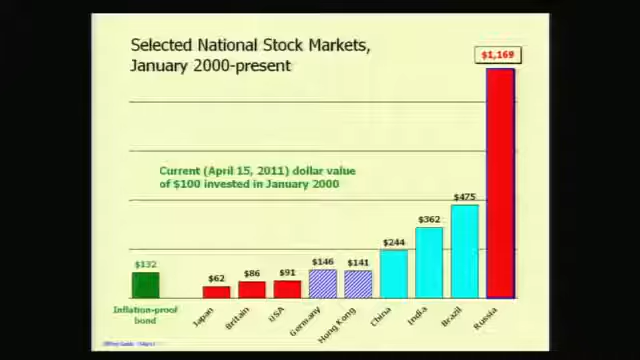 Selected National Stock Markets,
January 2000-present
$1,169
Current (April 15, 2011) dollar value
of $100 invested in January 2000
$475
$362
$244
$146
$141
$132
$62
$86
$91
Inflation-proof
bond
Japan
Britain
USA
Germany
Hong Kong
China
India
Brazil
Russia